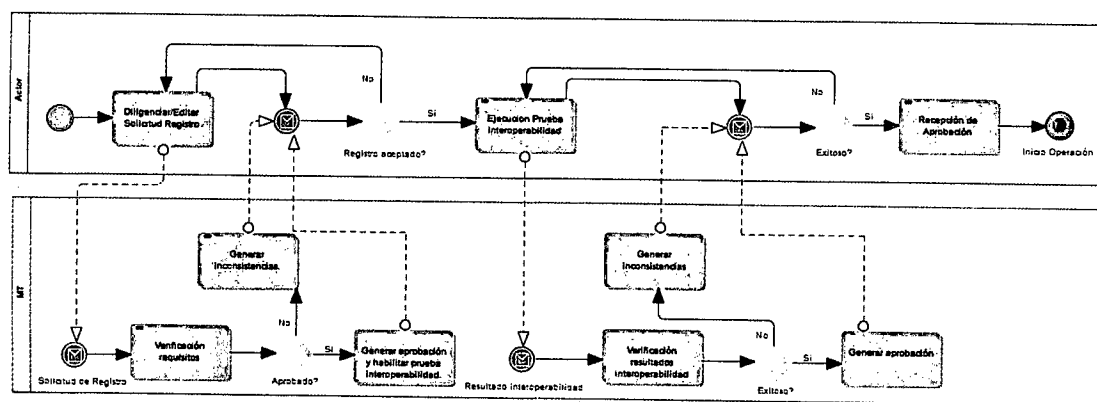 Actor
No
No
Diligenciar/Editar
Solicitud Registro
Si
Ejecucion Prueba
Interoperabilidad
Si
Recepción de
Aprobación
Registro aceptado?
Exitoso?
Inicio Operación
MT
Generar
Inconsistencias.
Generar
Inconsistencias
No
No
Verificación
requisitos
Si
Generar aprobación
y habilitar prueba
Interoperabilidad.
Verificación
resultados
interoperabilidad
Si
Generar aprobación
Solicitud de Registro
Aprobado?
Resultado Interoperabilidad
Exitoso?